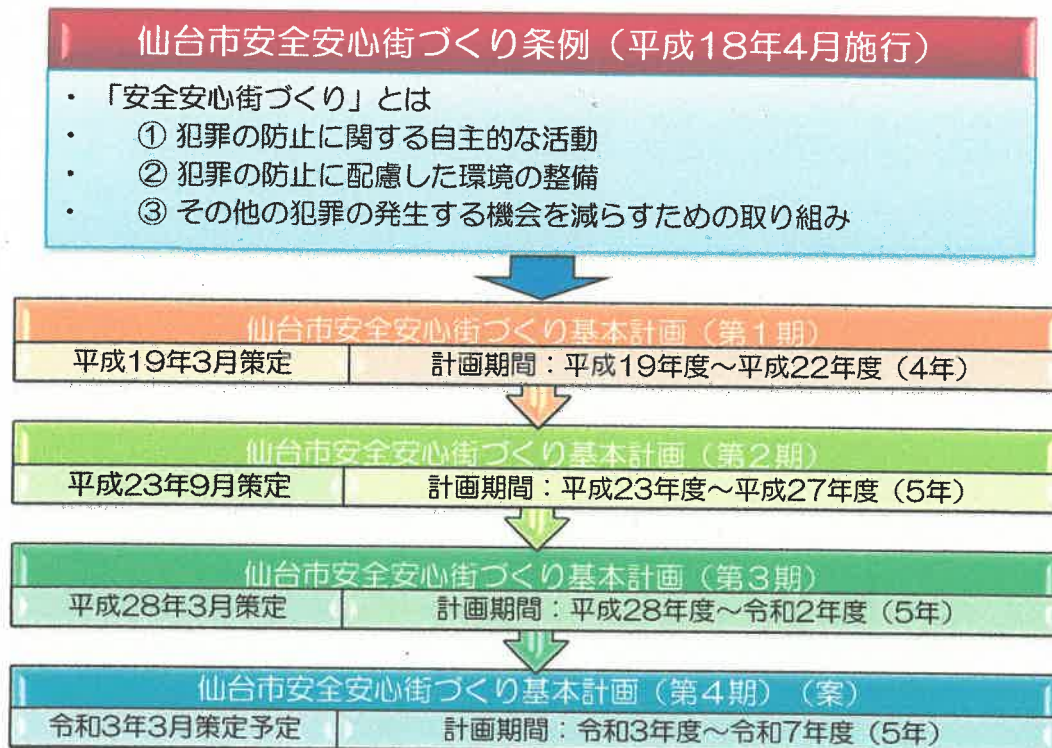 仙台市安全安心街づくり条例（平成18年4月施行）
・「安全安心街づくり」とは
・　① 犯罪の防止に関する自主的な活動
・　② 犯罪の防止に配慮した環境の整備
・　③ その他の犯罪の発生する機会を減らすための取り組み
仙台市安全安心街づくり基本計画（第1期）
平成19年3月策定　計画期間：平成19年度～平成22年度（4年）
仙台市安全安心街づくり基本計画（第2期）
平成23年9月策定　計画期間：平成23年度～平成27年度（5年）
仙台市安全安心街づくり基本計画（第3期）
平成28年3月策定　計画期間：平成28年度～令和2年度（5年）
仙台市安全安心街づくり基本計画（第4期）（案）
令和3年3月策定予定　計画期間：令和3年度～令和7年度（5年）